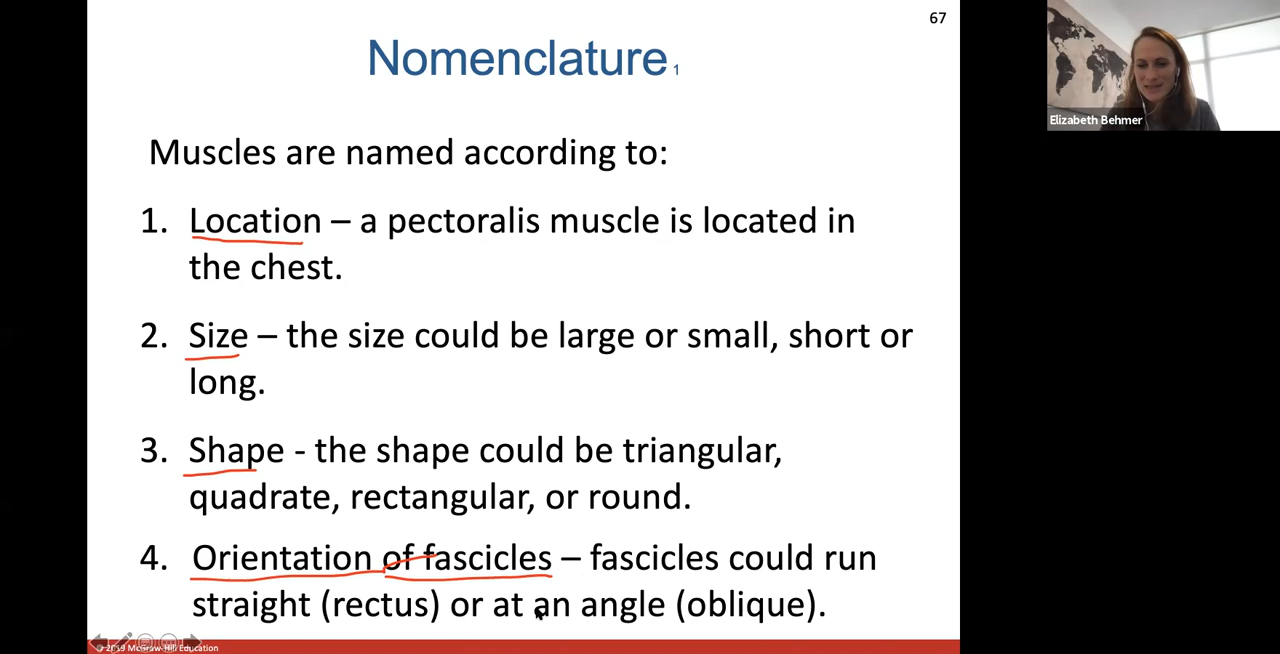 67
Nomenclature 1
Elizabeth Behmer
Muscles are named according to:
1. Location – a pectoralis muscle is located in
the chest.
2. Size – the size could be large or small, short or
long.
3. Shape - the shape could be triangular,
quadrate, rectangular, or round.
4. Orientation of fascicles – fascicles could run
straight (rectus) or at an angle (oblique).
© 2019 McGraw-Hill Education